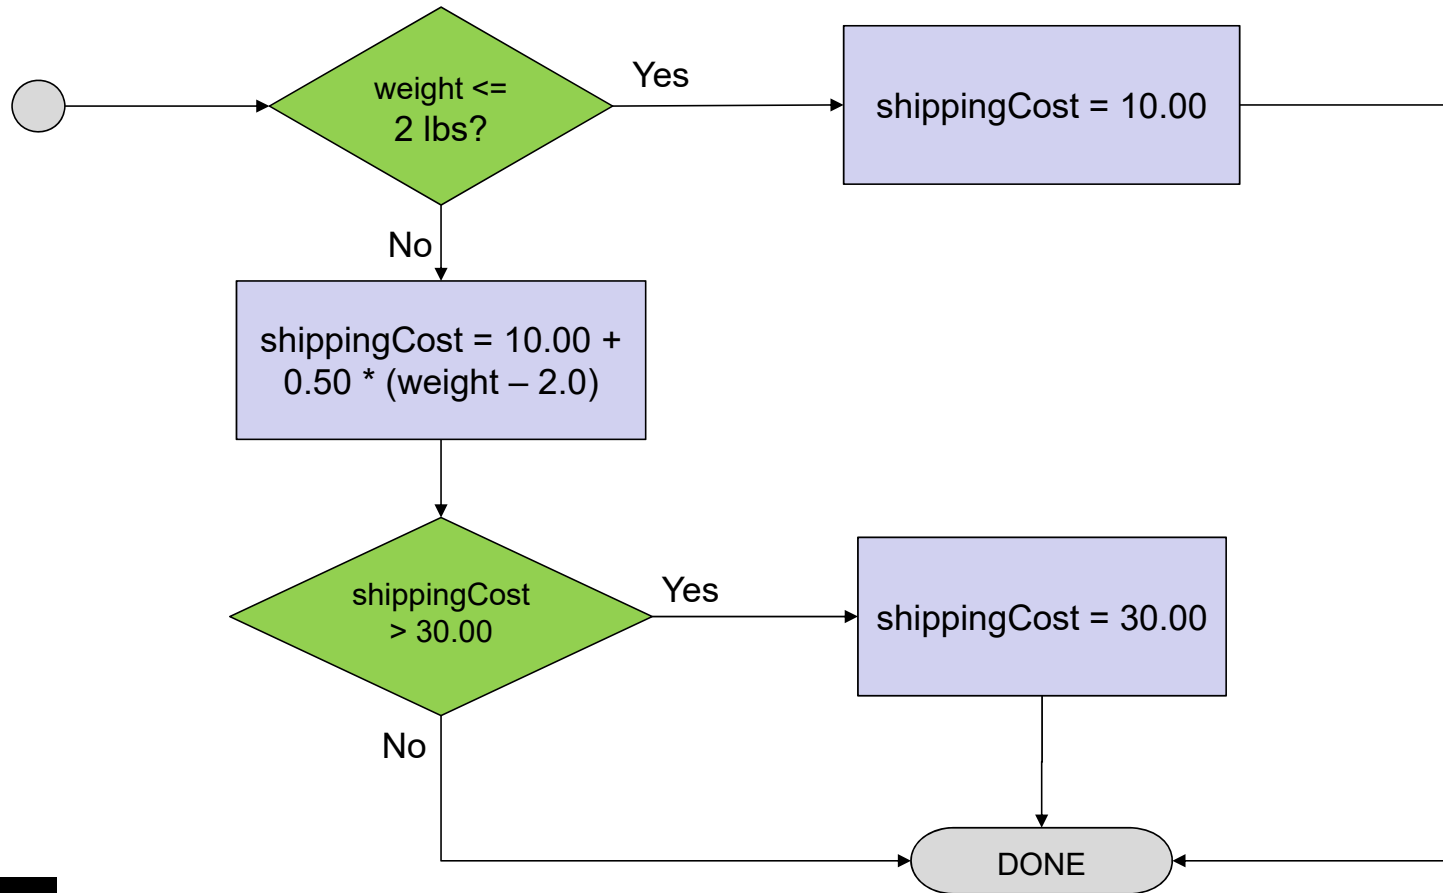 weight <=
2 lbs?
Yes
shippingCost = 10.00
No
shippingCost = 10.00 +
0.50 * (weight – 2.0)
shippingCost
> 30.00
Yes
shippingCost = 30.00
No
DONE